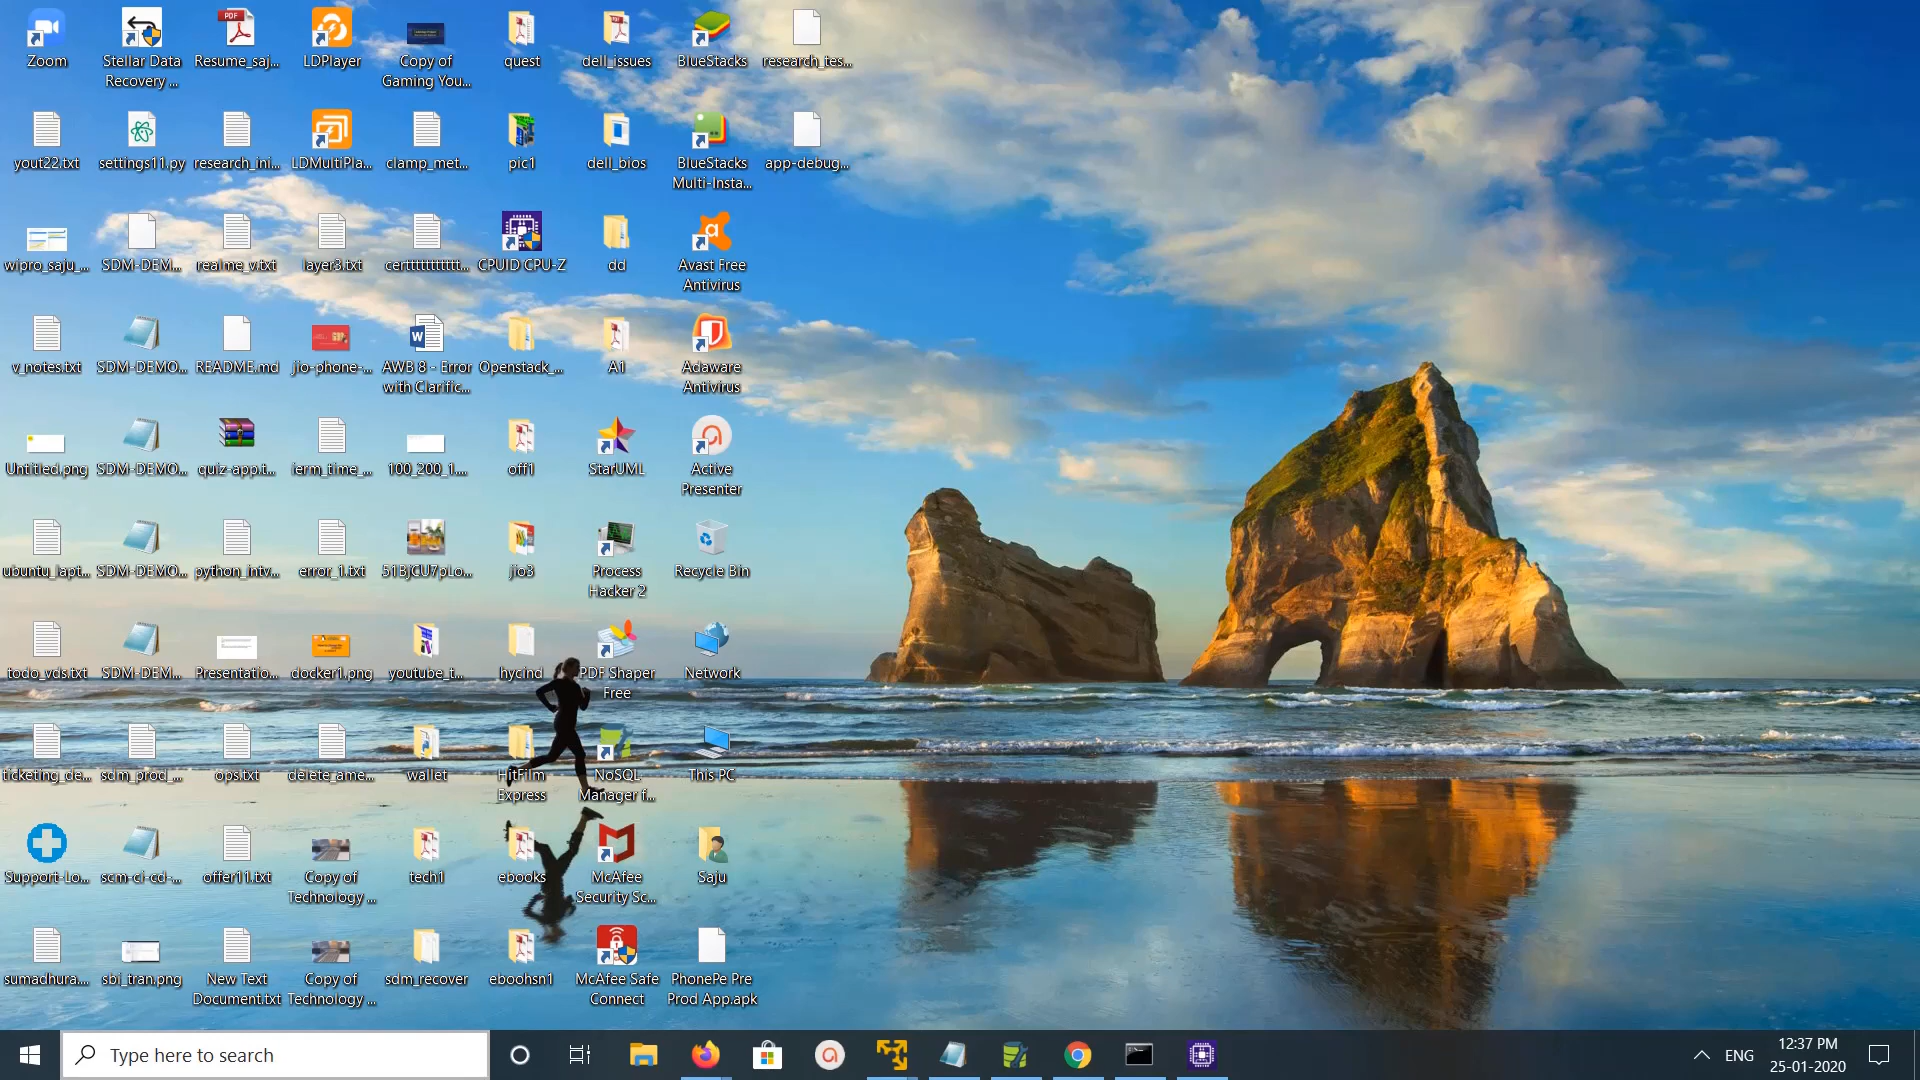 Zoom
Stellar Data
Recovery ...
Resume_saj...
LDPlayer
Copy of
Gaming You...
quest
dell_issues
BlueStacks
research_tes...
yout22.txt
settings11.py
research_ini...
LDMultiPla...
clamp_met...
pic1
dell_bios
BlueStacks
Multi-Insta...
app-debug...
wipro_saju_...
SDM-DEM...
realme_v.txt
layer3.txt
certttttttttttt...
CPUID CPU-Z
dd
Avast Free
Antivirus
v_notes.txt
SDM-DEMO...
README.md
jio-phone-...
AWB 8 - Error
with Clarific...
Openstack_...
A1
Adaware
Antivirus
Untitled.png
SDM-DEMO...
quiz-app.t...
ierm_time_...
100_200_1....
off1
StarUML
Active
Presenter
ubuntu_lapt...
SDM-DEMO...
python_intv...
error_1.txt
51BjCU7pLo...
jio3
Process
Hacker 2
Recycle Bin
todo_vds.txt
SDM-DEM...
Presentatio...
docker1.png
youtube_t...
hycind
PDF Shaper
Free
Network
ticketing_de...
sdm_prod_...
ops.txt
delete_ame...
wallet
HitFilm
Express
NoSQL
Manager f...
This PC
Support-Lo...
scm-ci-cd-...
offer11.txt
Copy of
Technology ...
tech1
ebooks
McAfee
Security Sc...
Saju
sumadhura....
sbi_tran.png
New Text
Document.txt
Copy of
Technology ...
sdm_recover
eboohsn1
McAfee Safe
Connect
PhonePe Pre
Prod App.apk
Type here to search
ENG
12:37 PM
25-01-2020